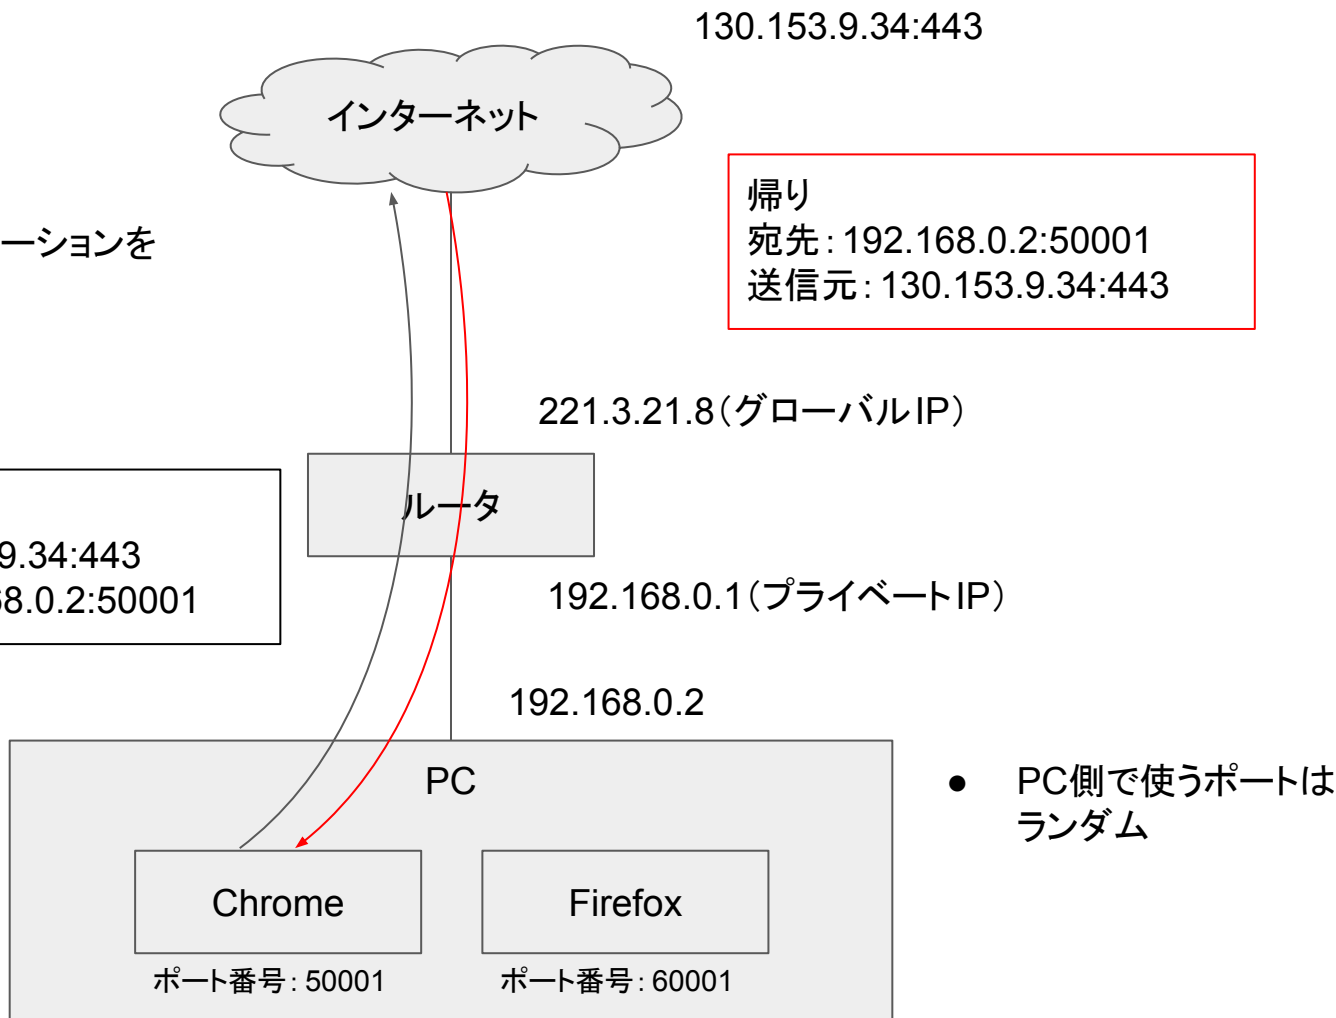 130.153.9.34:443
インターネット
帰り
宛先：192.168.0.2:50001
送信元：130.153.9.34:443
ーションを
221.3.21.8（グローバルIP）
ルータ
9.34:443
68.0.2:50001
192.168.0.1（プライベートIP）
192.168.0.2
PC
● PC側で使うポートは
ランダム
Chrome
Firefox
ポート番号：50001
ポート番号：60001